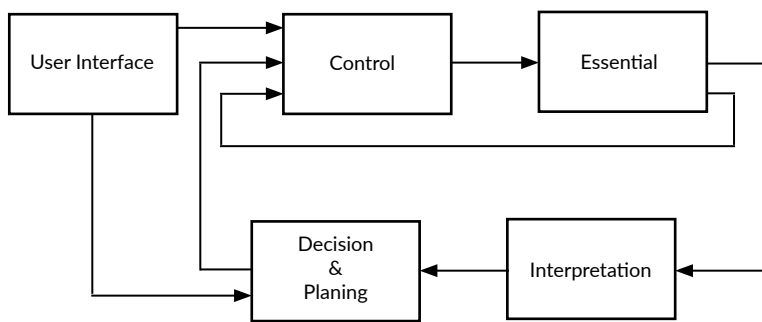 User Interface
Control
Essential
Decision
&
Planing
Interpretation